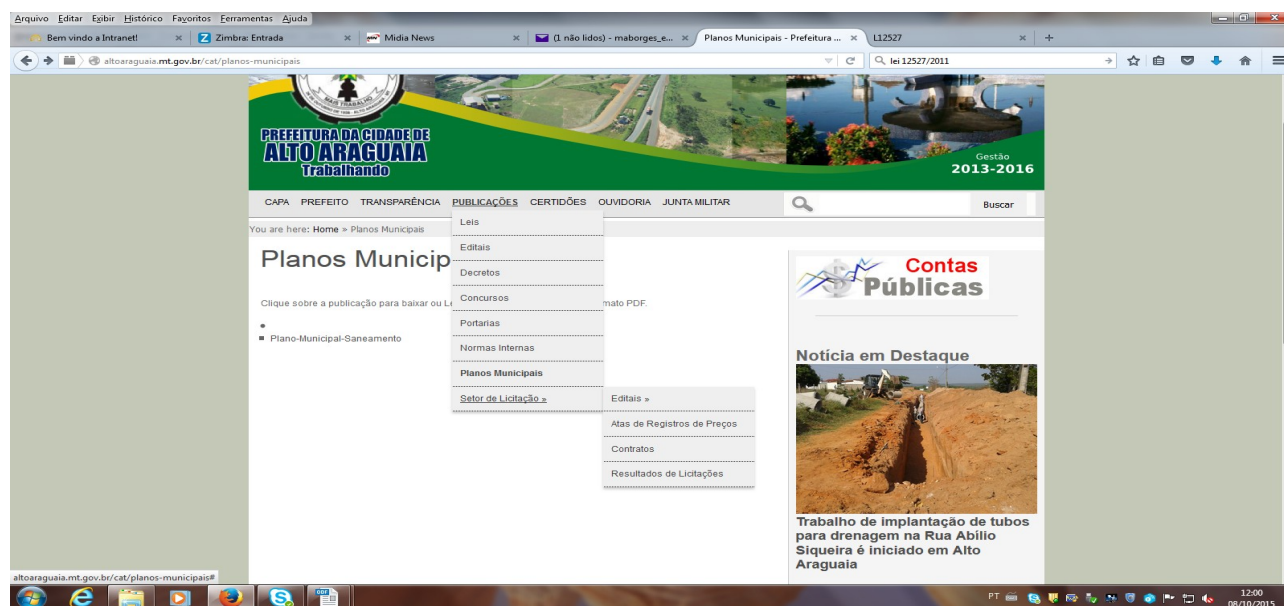 Arquivo Editar Exibir Histórico Favoritos Ferramentas Ajuda
Bem vindo a Intranet!
Zimbra: Entrada
Midia News
(1 não lidos) - maborges_e...
Planos Municipais - Prefeitura ...
L12527
altoaraguaia.mt.gov.br/cat/planos-municipais
lei 12527/2011
MAIS TRABALHO
PREFEITURA DA CIDADE DE
ALTO ARAGUAIA
Trabalhando
Gestão
2013-2016
CAPA PREFEITO TRANSPARÊNCIA PUBLICAÇÕES CERTIDÕES OUVIDORIA JUNTA MILITAR
Buscar
You are here: Home » Planos Municipais
Leis
Editais
Decretos
Concursos
Portarias
Normas Internas
Planos Municipais
Setor de Licitação »
Editais »
Atas de Registros de Preços
Contratos
Resultados de Licitações
Planos Municip
Clique sobre a publicação para baixar ou L
mato PDF.
Plano-Municipal-Saneamento
Contas
Públicas
Notícia em Destaque
Trabalho de implantação de tubos
para drenagem na Rua Abílio
Siqueira é iniciado em Alto
Araguaia
altoaraguaia.mt.gov.br/cat/planos-municipais#
PT
12:00
08/10/2015